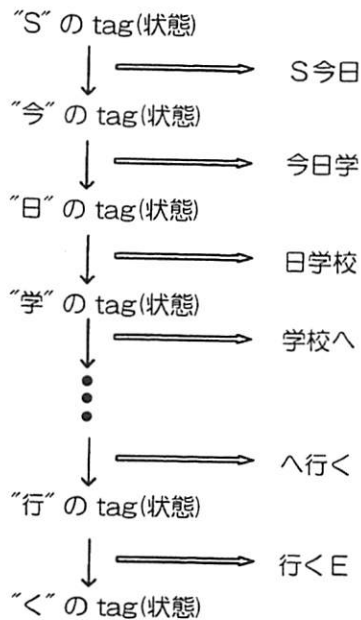 "S" の tag(状態)
S今日
"今" の tag(状態)
今日学
"日" の tag(状態)
日学校
"学" の tag(状態)
学校へ
へ行く
"行" の tag(状態)
行くE
"く" の tag(状態)